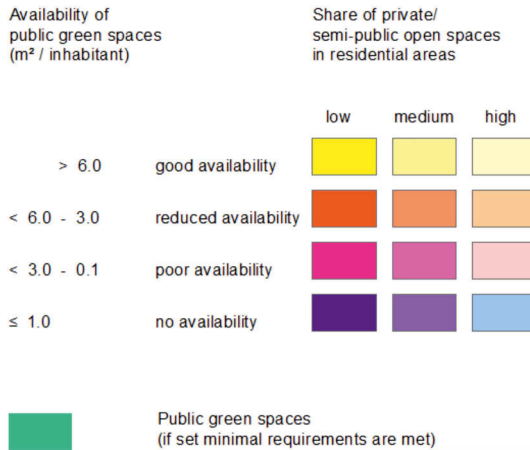 Availability of
public green spaces
(m² / inhabitant)
Share of private/
semi-public open spaces
in residential areas
low medium high
> 6.0 good availability
< 6.0 - 3.0 reduced availability
< 3.0 - 0.1 poor availability
≤ 1.0 no availability
Public green spaces
(if set minimal requirements are met)